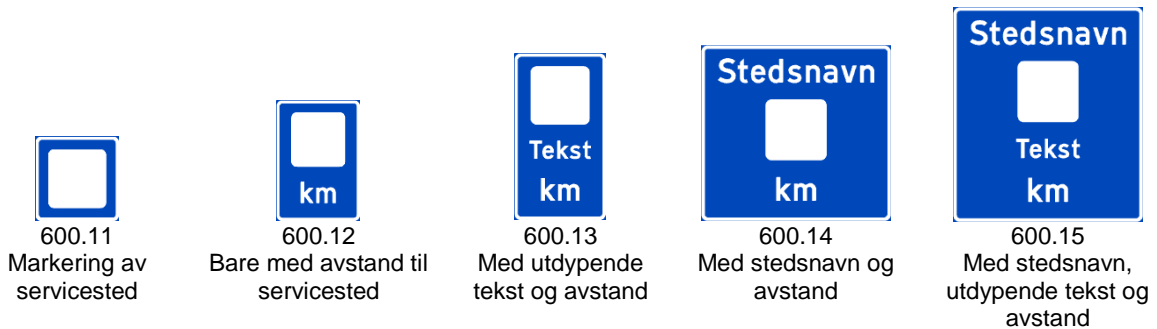 km
600.11
Markering av
servicested
600.12
Bare med avstand til
servicested
Tekst
km
600.13
Med utdypende
tekst og avstand
Stedsnavn
km
600.14
Med stedsnavn og
avstand
Stedsnavn
Tekst
km
600.15
Med stedsnavn,
utdypende tekst og
avstand